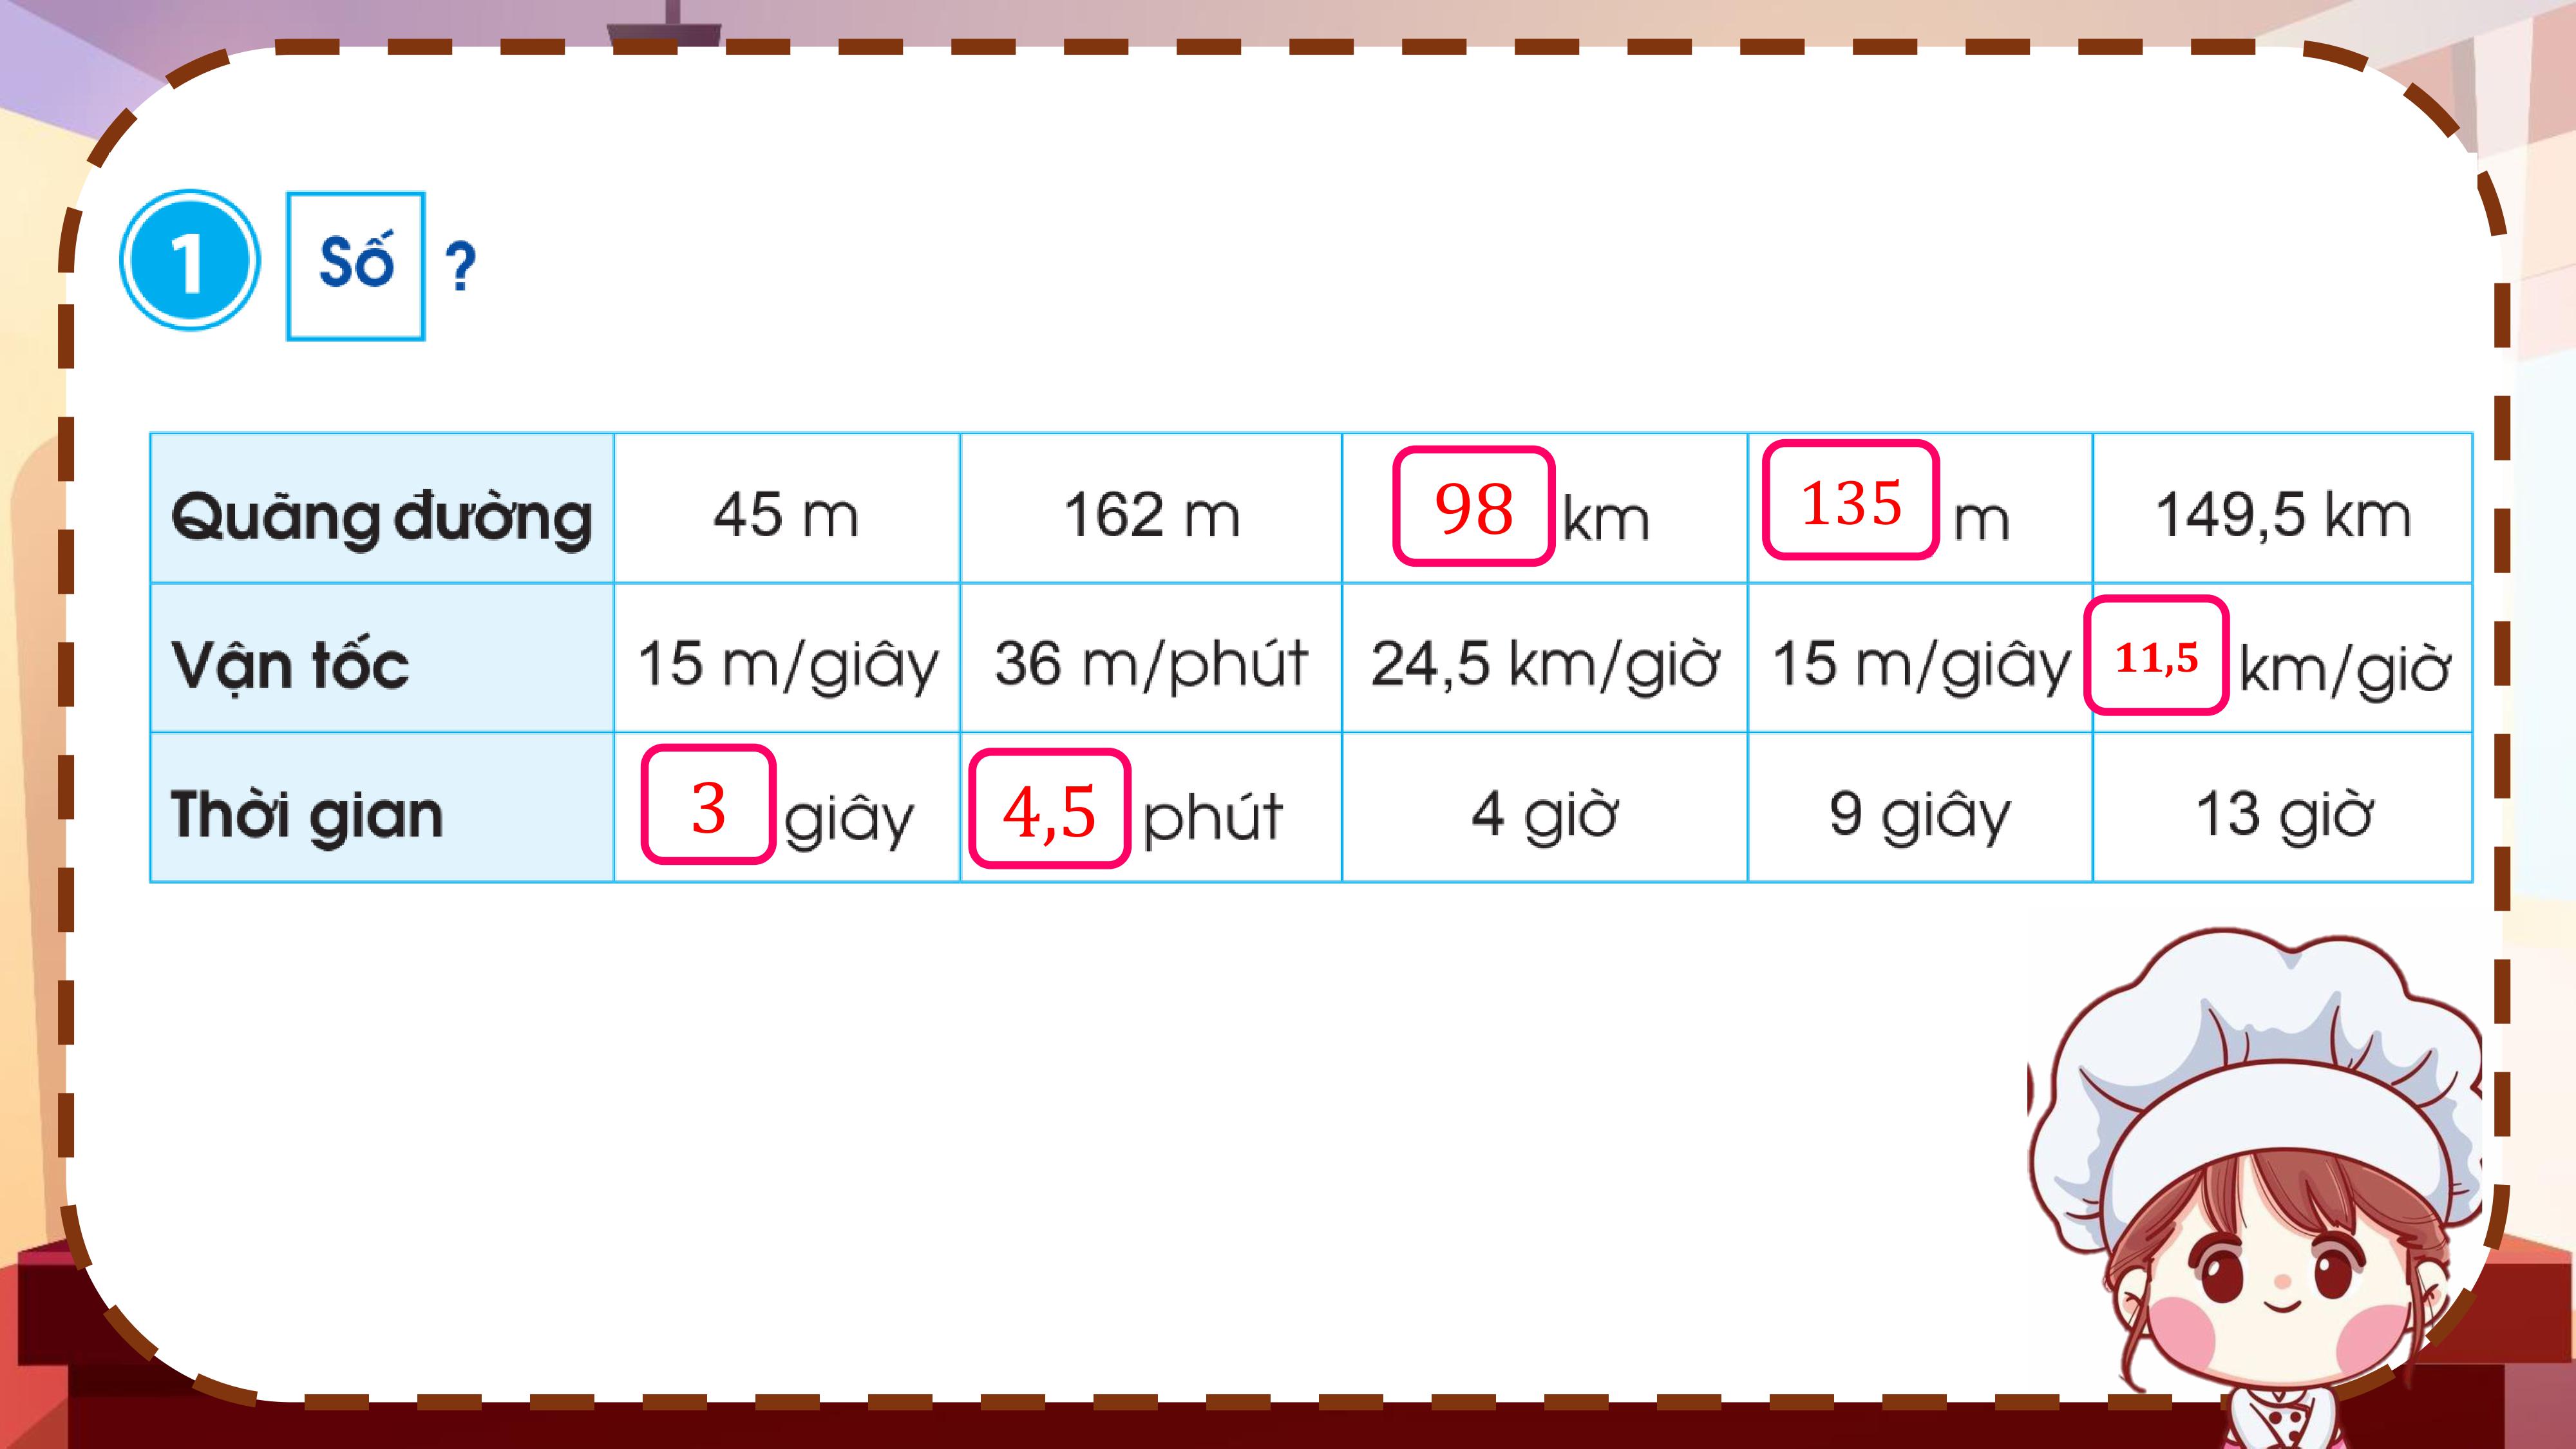 1 Số ?
Quãng đường 45 m 162 m 98 km 135 m 149,5 km
Vận tốc 15 m/giây 36 m/phút 24,5 km/giờ 15 m/giây 11,5 km/giờ
Thời gian 3 giây 4,5 phút 4 giờ 9 giây 13 giờ